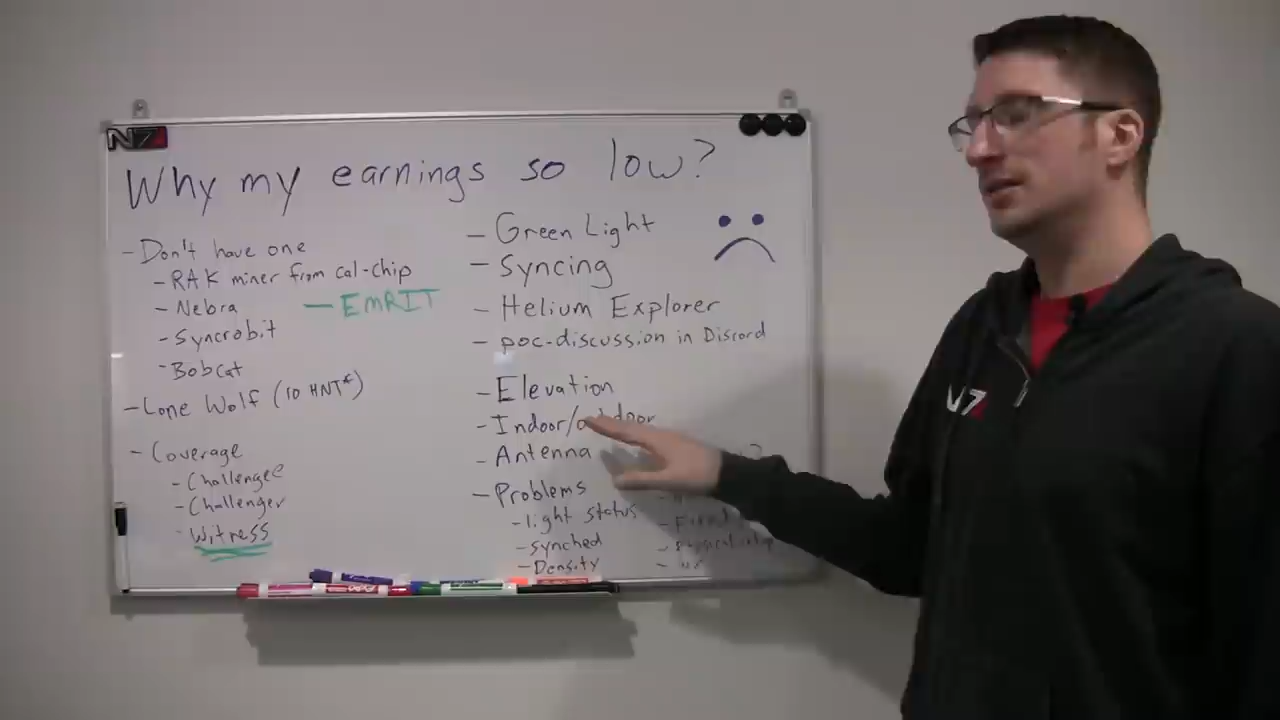 N7
Why my earnings so low?
- Don't have one
- RAK miner from cal-chip
- Nebra
- EmRIT
- Syncrobit
- Bobcat
- Lone Wolf (10 HNT*)
- Coverage
- Challengee
- Challenger
- Witness
- Green Light
- Syncing
- Helium Explorer
- poc-discussion in Discord
- Elevation
- Indoor/outdoor
- Antenna
- Problems
- light status
- synched
- Density
N7